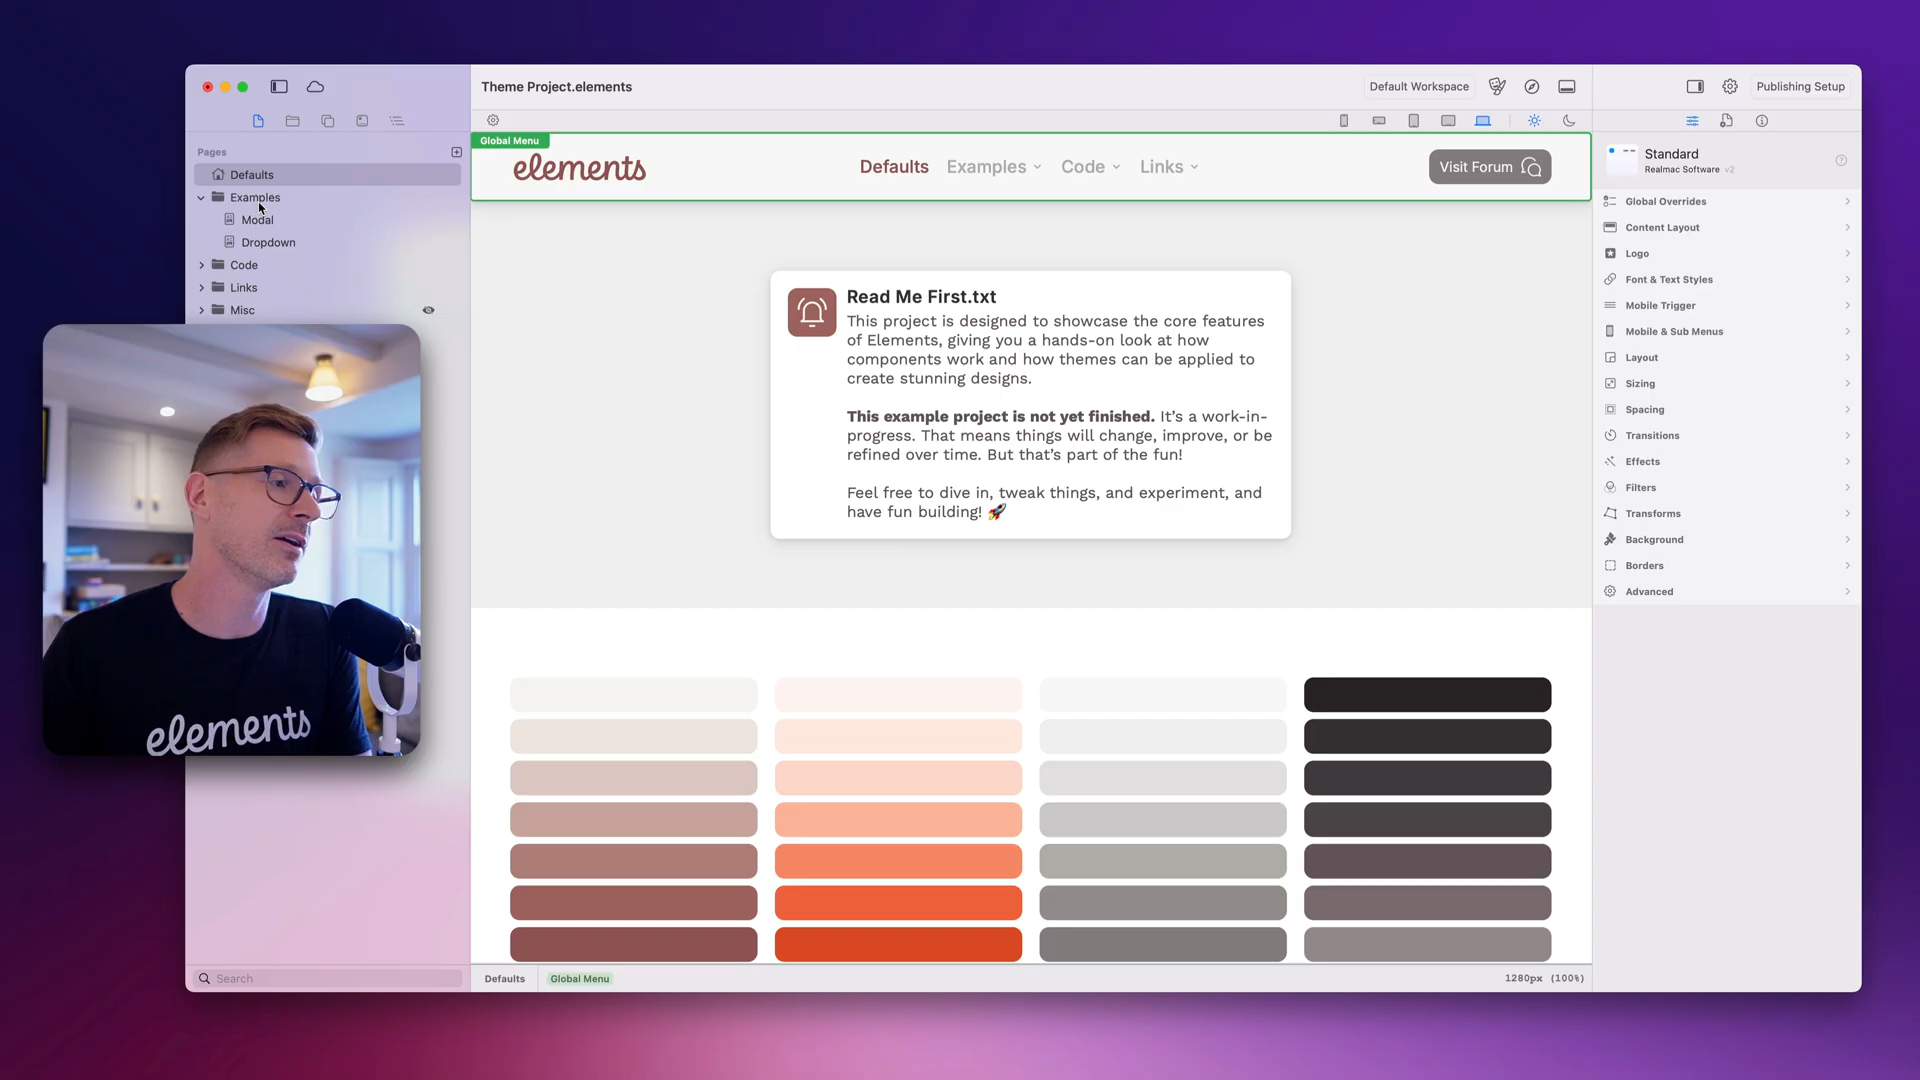 Theme Project.elements
Default Workspace
Publishing Setup
Pages
Defaults
Examples
Modal
Dropdown
Code
Links
Misc
Search
Global Menu
elements
Defaults
Examples
Code
Links
Visit Forum
Read Me First.txt
This project is designed to showcase the core features
of Elements, giving you a hands-on look at how
components work and how themes can be applied to
create stunning designs.
This example project is not yet finished. It's a work-in-
progress. That means things will change, improve, or be
refined over time. But that's part of the fun!
Feel free to dive in, tweak things, and experiment, and
have fun building! 🚀
Defaults
Global Menu
1280px (100%)
Standard
Realmac Software v2
Global Overrides
Content Layout
Logo
Font & Text Styles
Mobile Trigger
Mobile & Sub Menus
Layout
Sizing
Spacing
Transitions
Effects
Filters
Transforms
Background
Borders
Advanced
elements